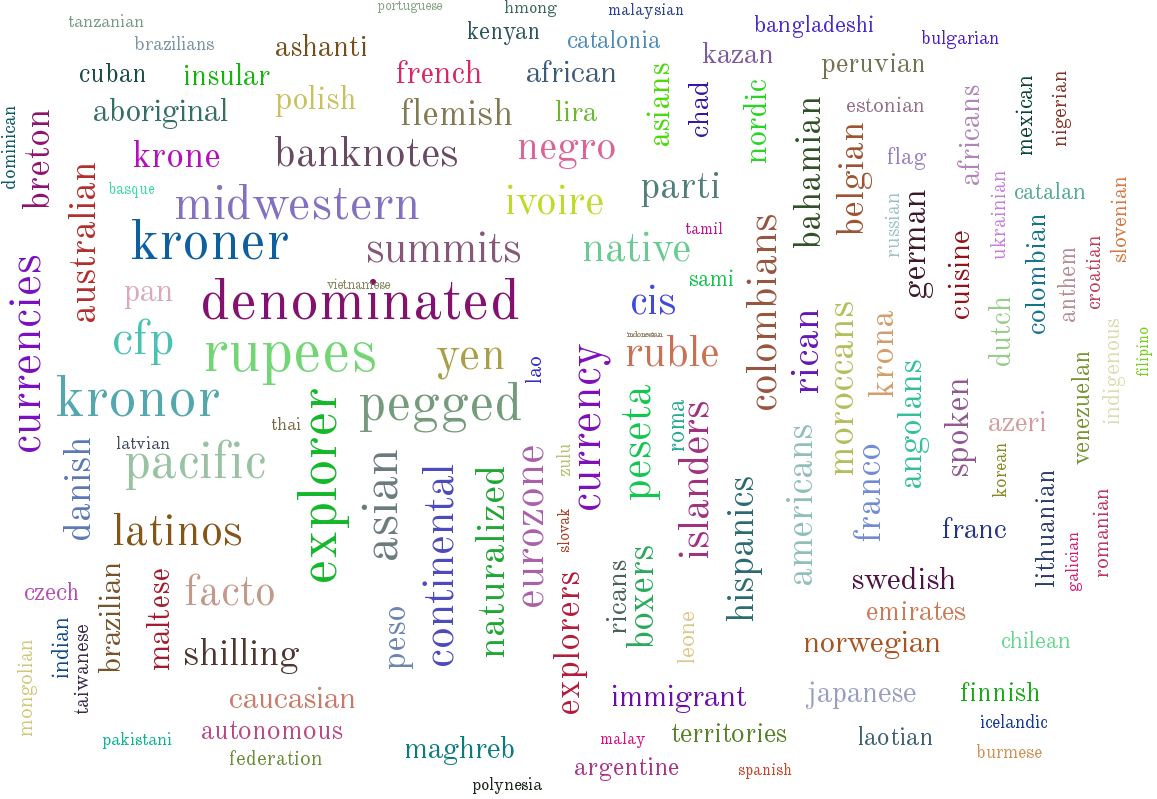 portuguese
hmong
malaysian
tanzanian
kenyan
bangladeshi
brazilians
ashanti
catalonia
kazan
bulgarian
cuban
insular
french
african
asians
chad
nordic
peruvian
mexican
nigerian
dominican
breton
aboriginal
polish
flemish
lira
estonian
africans
krone
banknotes
negro
bahamian
belgian
flag
australian
basque
midwestern
ivoire
parti
russian
german
ukrainian
catalan
slovenian
kroner
summits
native
tamil
colombians
cuisine
colombian
anthem
croatian
currencies
pan
denominated
vietnamese
cis
sami
rican
moroccans
krona
dutch
indigenous
filipino
cfp
rupees
yen
lao
indonesian
ruble
currency
angolans
venezuelan
kronor
explorer
pegged
peseta
roma
islanders
spoken
azeri
thai
latvian
danish
pacific
asian
continental
naturalized
eurozone
zulu
slovak
hispanics
americans
franco
korean
latinos
franc
lithuanian
romanian
galician
czech
brazilian
maltese
facto
peso
explorers
ricans
boxers
leone
swedish
emirates
mongolian
indian
taiwanese
shilling
norwegian
chilean
caucasian
immigrant
japanese
finnish
pakistani
autonomous
federation
maghreb
malay
territories
laotian
icelandic
burmese
argentine
spanish
polynesia